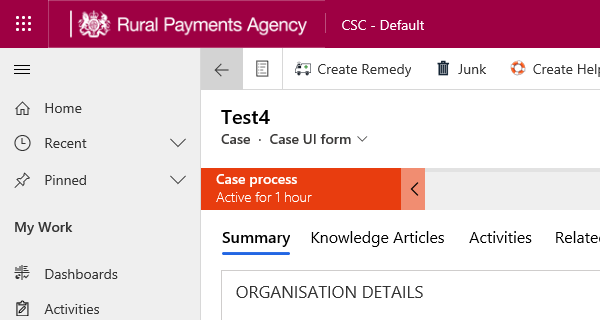 Rural Payments Agency
CSC - Default
Create Remedy
Junk
Create Help
Home
Test4
Recent
Case · Case UI form
Pinned
Case process
Active for 1 hour
My Work
Summary
Knowledge Articles
Activities
Relate
Dashboards
ORGANISATION DETAILS
Activities